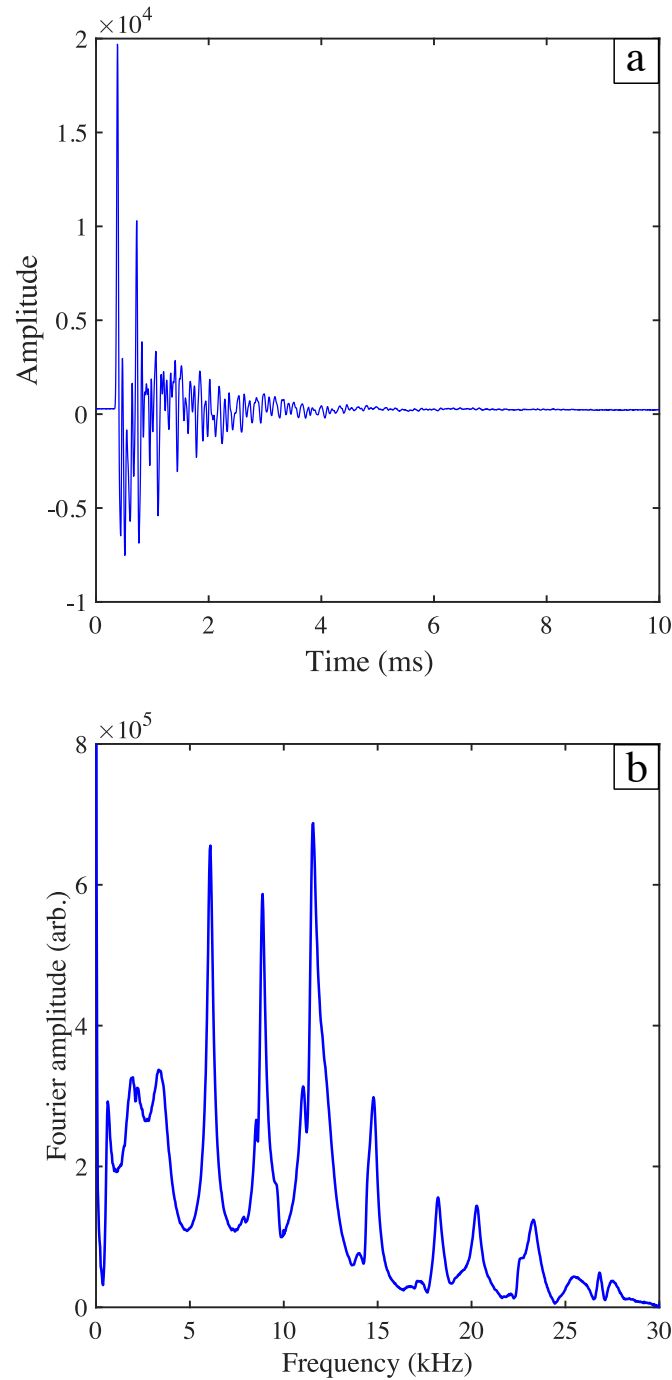 ×10⁴
a
2
1.5
1
0.5
0
-0.5
-1
Amplitude
0 2 4 6 8 10
Time (ms)
×10⁵
b
8
6
4
2
0
Fourier amplitude (arb.)
0 5 10 15 20 25 30
Frequency (kHz)